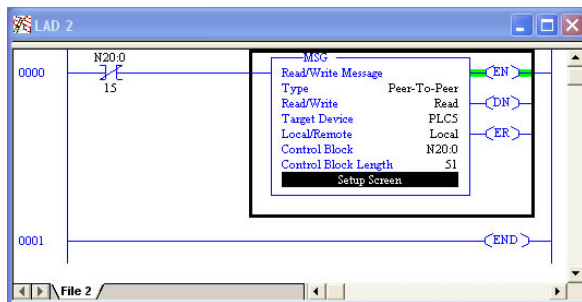 LAD 2
N20:0
0000
15
MSG
Read/Write Message
Type Peer-To-Peer
Read/Write Read
Target Device PLC5
Local/Remote Local
Control Block N20:0
Control Block Length 51
Setup Screen
EN
DN
ER
0001
END
File 2